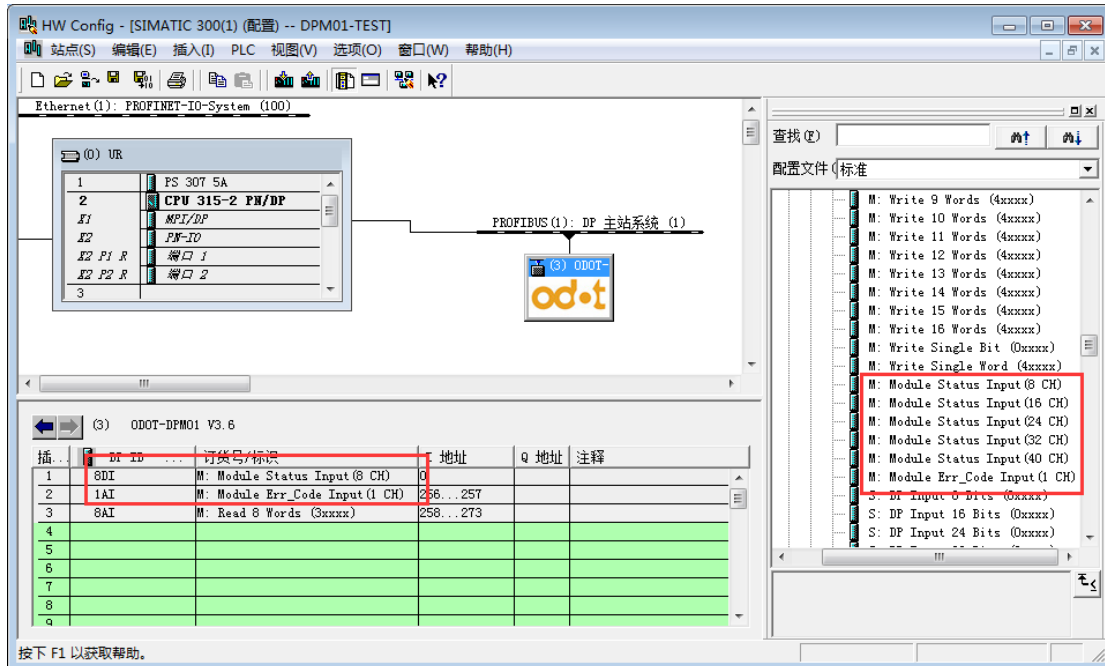 HW Config - [SIMATIC 300(1) (配置) -- DPM01-TEST]
站点(S) 编辑(E) 插入(I) PLC 视图(V) 选项(O) 窗口(W) 帮助(H)
Ethernet(1): PROFINET-IO-System (100)
(0) UR
1 PS 307 5A
2 CPU 315-2 PN/DP
X1 MPI/DP
X2 PN-IO
X2 P1 R 端口 1
X2 P2 R 端口 2
3
PROFIBUS(1): DP 主站系统 (1)
(3) ODOT-
odot
查找(F)
配置文件( 标准
M: Write 9 Words (4xxxx)
M: Write 10 Words (4xxxx)
M: Write 11 Words (4xxxx)
M: Write 12 Words (4xxxx)
M: Write 13 Words (4xxxx)
M: Write 14 Words (4xxxx)
M: Write 15 Words (4xxxx)
M: Write 16 Words (4xxxx)
M: Write Single Bit (0xxxx)
M: Write Single Word (4xxxx)
M: Module Status Input(8 CH)
M: Module Status Input(16 CH)
M: Module Status Input(24 CH)
M: Module Status Input(32 CH)
M: Module Status Input(40 CH)
M: Module Err_Code Input(1 CH)
S: DP Input 8 Bits (0xxxx)
S: DP Input 16 Bits (0xxxx)
S: DP Input 24 Bits (0xxxx)
(3) ODOT-DPM01 V3.6
插... DP ID ... 订货号/标识 I 地址 Q 地址 注释
1 8DI M: Module Status Input(8 CH) 0
2 1AI M: Module Err_Code Input(1 CH) 256...257
3 8AI M: Read 8 Words (3xxxx) 258...273
4
5
6
7
8
9
按下 F1 以获取帮助。